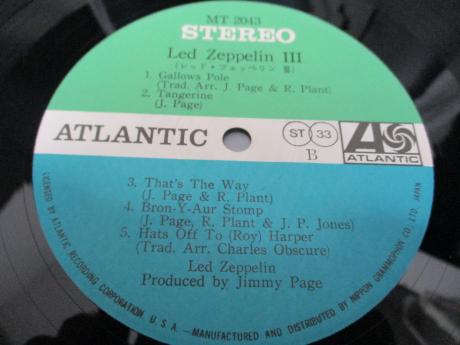 MT 2043
STEREO
Led Zeppelin III
(レッド・ツェッペリン Ⅲ)
1. Gallows Pole
(Trad. Arr. J. Page & R. Plant)
2. Tangerine
(J. Page)
ATLANTIC
ST 33
B
ATLANTIC
3. That's The Way
(J. Page & R. Plant)
4. Bron-Y-Aur Stomp
(J. Page, R. Plant & J. P. Jones)
5. Hats Off To (Roy) Harper
(Trad. Arr. Charles Obscure)
Led Zeppelin
Produced by Jimmy Page
LICENSED BY ATLANTIC RECORDING CORPORATION U.S.A.—MANUFACTURED AND DISTRIBUTED BY NIPPON GRAMMOPHON CO., LTD.